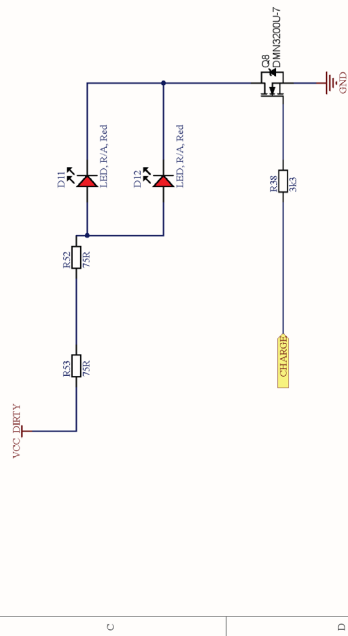 VCC_DIRTY
R53
75R
R52
75R
D11
LED, R/A, Red
D12
LED, R/A, Red
Q8
DMN3200U-7
GND
R38
3k3
CHARGE
C
D